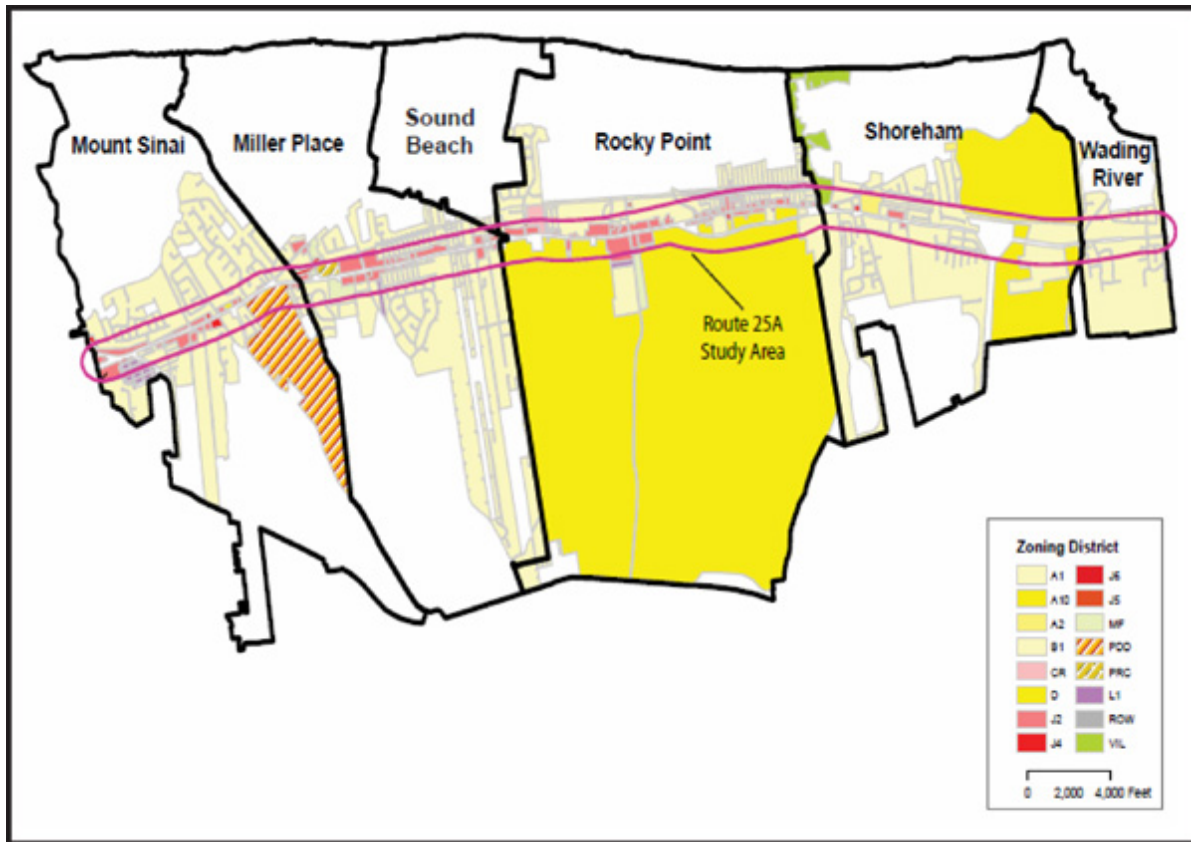 Mount Sinai
Miller Place
Sound
Beach
Rocky Point
Shoreham
Wading
River
Route 25A
Study Area
Zoning District
A1
J6
A10
J5
A2
MF
B1
PDD
CR
PRC
D
L1
J2
ROW
J4
VIL
0 2,000 4,000 Feet